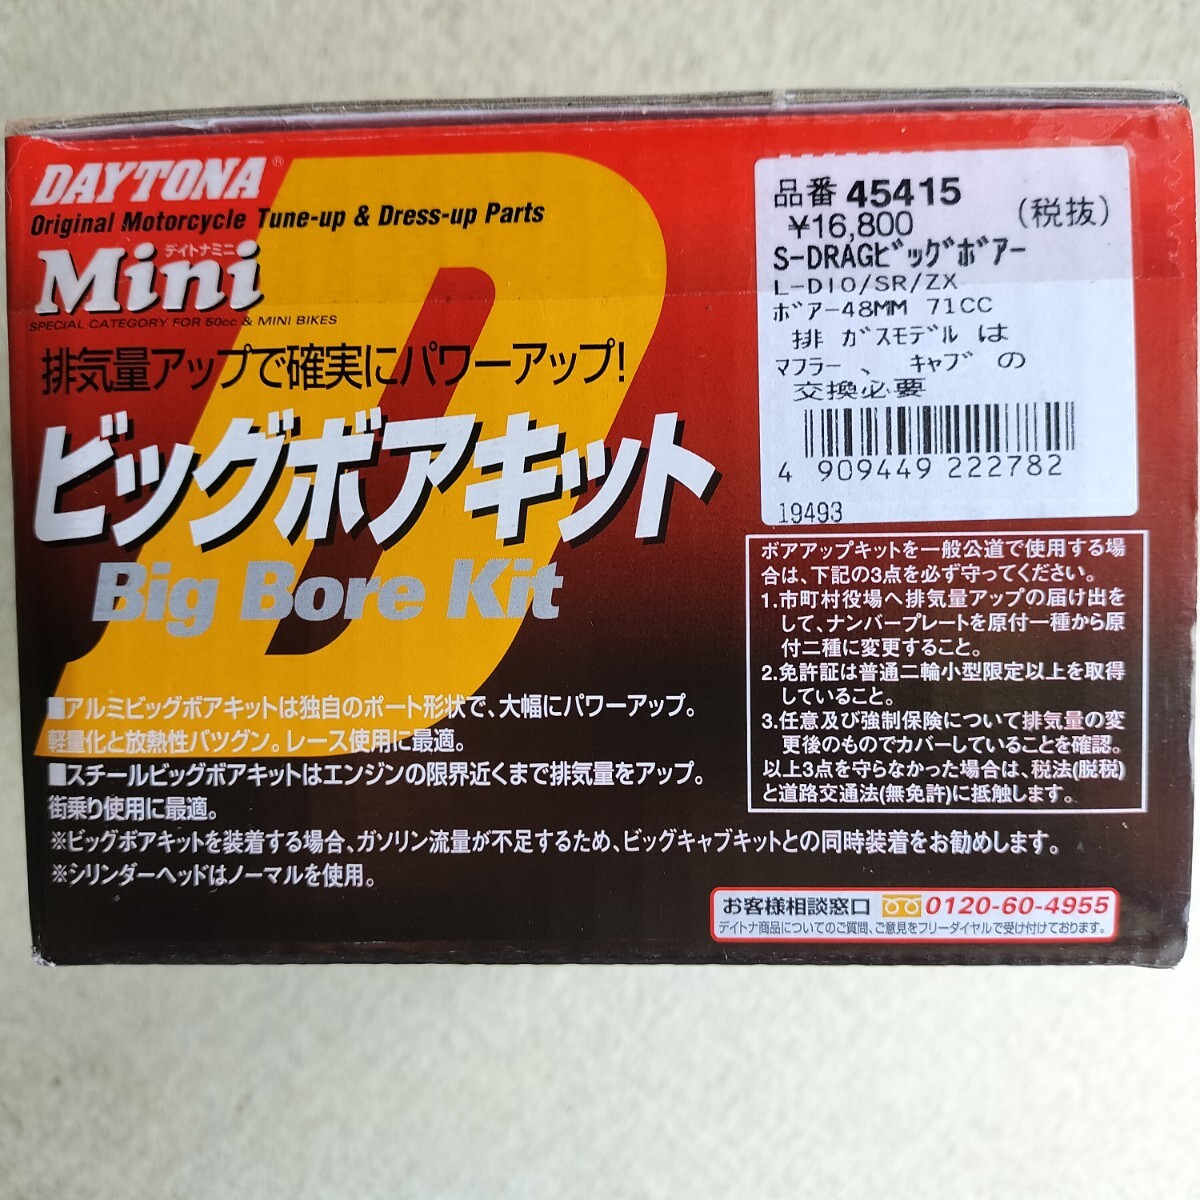 DAYTONA®
Original Motorcycle Tune-up & Dress-up Parts
デイトナミニ
Mini
SPECIAL CATEGORY FOR 50cc & MINI BIKES
排気量アップで確実にパワーアップ!
ビッグボアキット
Big Bore Kit
■アルミビッグボアキットは独自のポート形状で、大幅にパワーアップ。
軽量化と放熱性バツグン。レース使用に最適。
■スチールビッグボアキットはエンジンの限界近くまで排気量をアップ。
街乗り使用に最適。
※ビッグボアキットを装着する場合、ガソリン流量が不足するため、ビッグキャブキットとの同時装着をお勧めします。
※シリンダーヘッドはノーマルを使用。
品番 45415
¥16,800 (税抜)
S-DRAGビッグボアー
L-DIO/SR/ZX
ボアー48MM 71CC
排 ガスモデル は
マフラー 、 キャブ の
交換必要
4 909449 222782
19493
ボアアップキットを一般公道で使用する場
合は、下記の3点を必ず守ってください。
1.市町村役場へ排気量アップの届け出を
して、ナンバープレートを原付一種から原
付二種に変更すること。
2.免許証は普通二輪小型限定以上を取得
していること。
3.任意及び強制保険について排気量の変
更後のものでカバーしていることを確認。
以上3点を守らなかった場合は、税法(脱税)
と道路交通法(無免許)に抵触します。
お客様相談窓口 0120-60-4955
デイトナ商品についてのご質問、ご意見をフリーダイヤルで受け付けております。